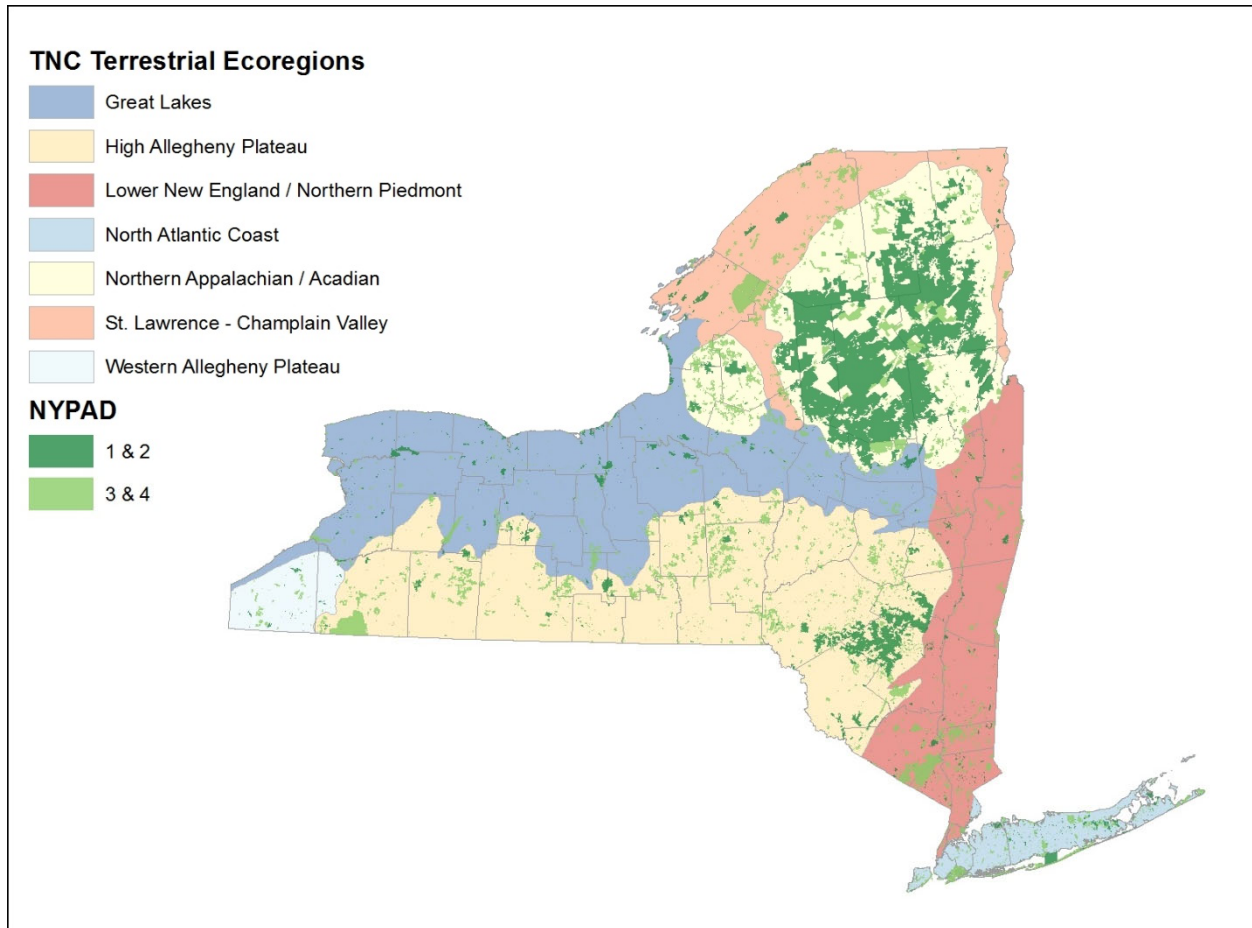 TNC Terrestrial Ecoregions
Great Lakes
High Allegheny Plateau
Lower New England / Northern Piedmont
North Atlantic Coast
Northern Appalachian / Acadian
St. Lawrence - Champlain Valley
Western Allegheny Plateau
NYPAD
1 & 2
3 & 4